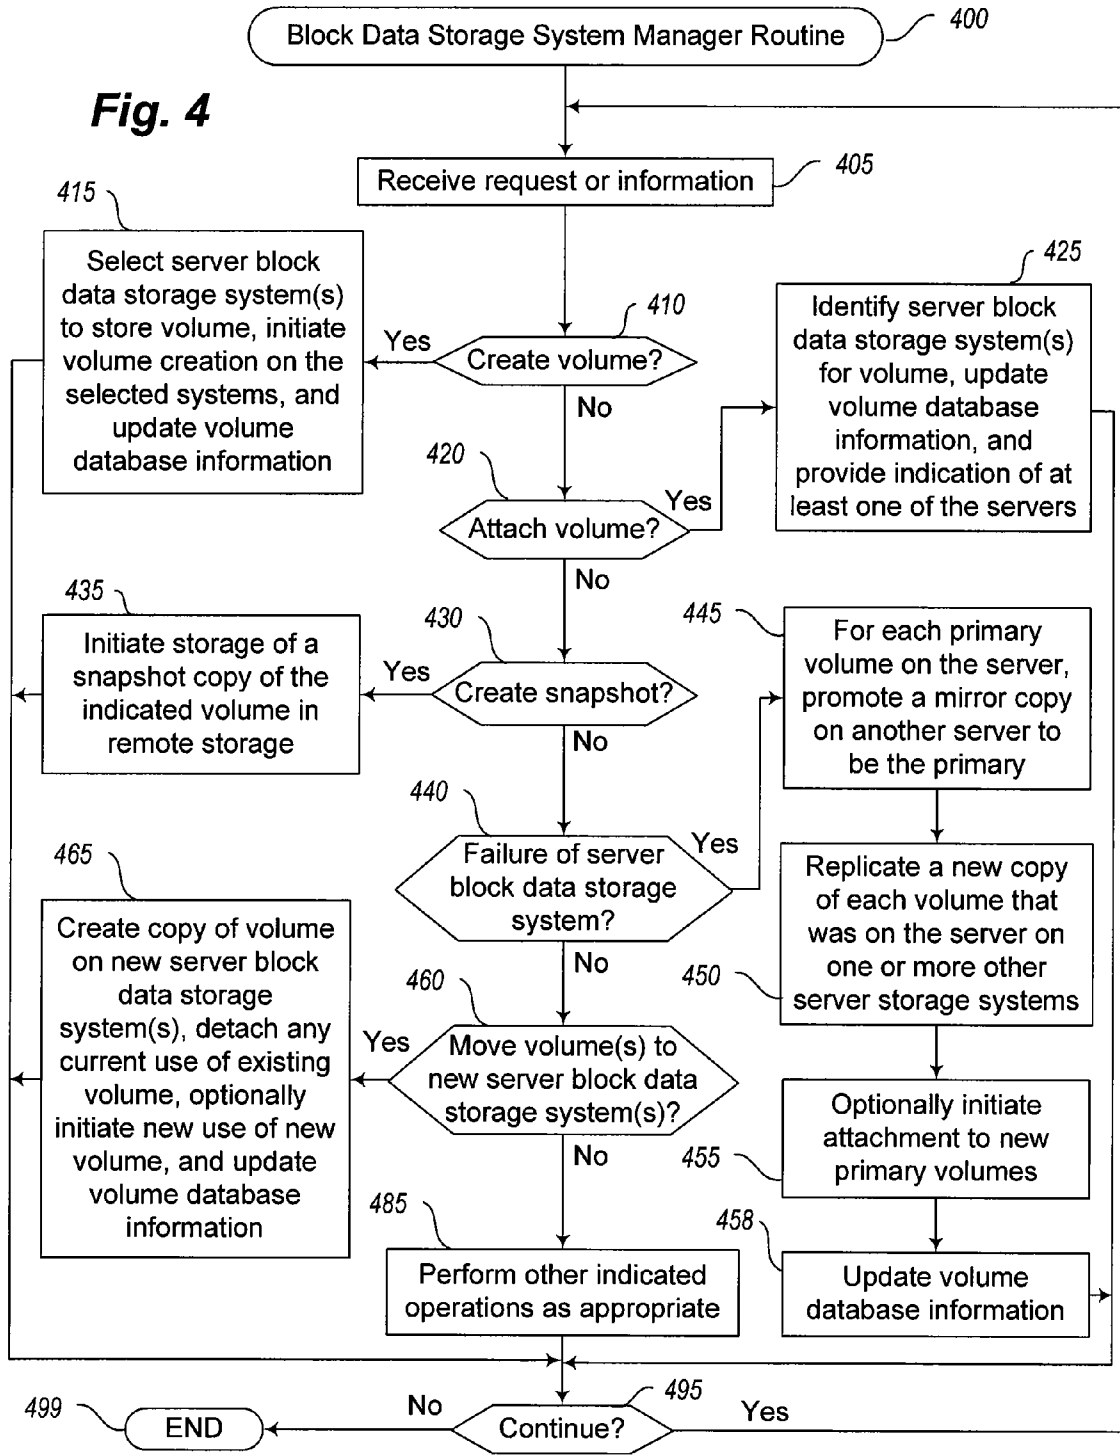 Block Data Storage System Manager Routine
400
Fig. 4
Receive request or information
405
415
Select server block
data storage system(s)
to store volume, initiate
volume creation on the
selected systems, and
update volume
database information
Yes
410
Create volume?
No
425
Identify server block
data storage system(s)
for volume, update
volume database
information, and
provide indication of at
least one of the servers
420
Attach volume?
Yes
No
435
Initiate storage of a
snapshot copy of the
indicated volume in
remote storage
Yes
430
Create snapshot?
No
445
For each primary
volume on the server,
promote a mirror copy
on another server to
be the primary
440
Failure of server
block data storage
system?
Yes
No
450
Replicate a new copy
of each volume that
was on the server on
one or more other
server storage systems
465
Create copy of volume
on new server block
data storage
system(s), detach any
current use of existing
volume, optionally
initiate new use of new
volume, and update
volume database
information
Yes
460
Move volume(s) to
new server block data
storage system(s)?
No
455
Optionally initiate
attachment to new
primary volumes
485
Perform other indicated
operations as appropriate
458
Update volume
database information
495
Continue?
No
Yes
499
END